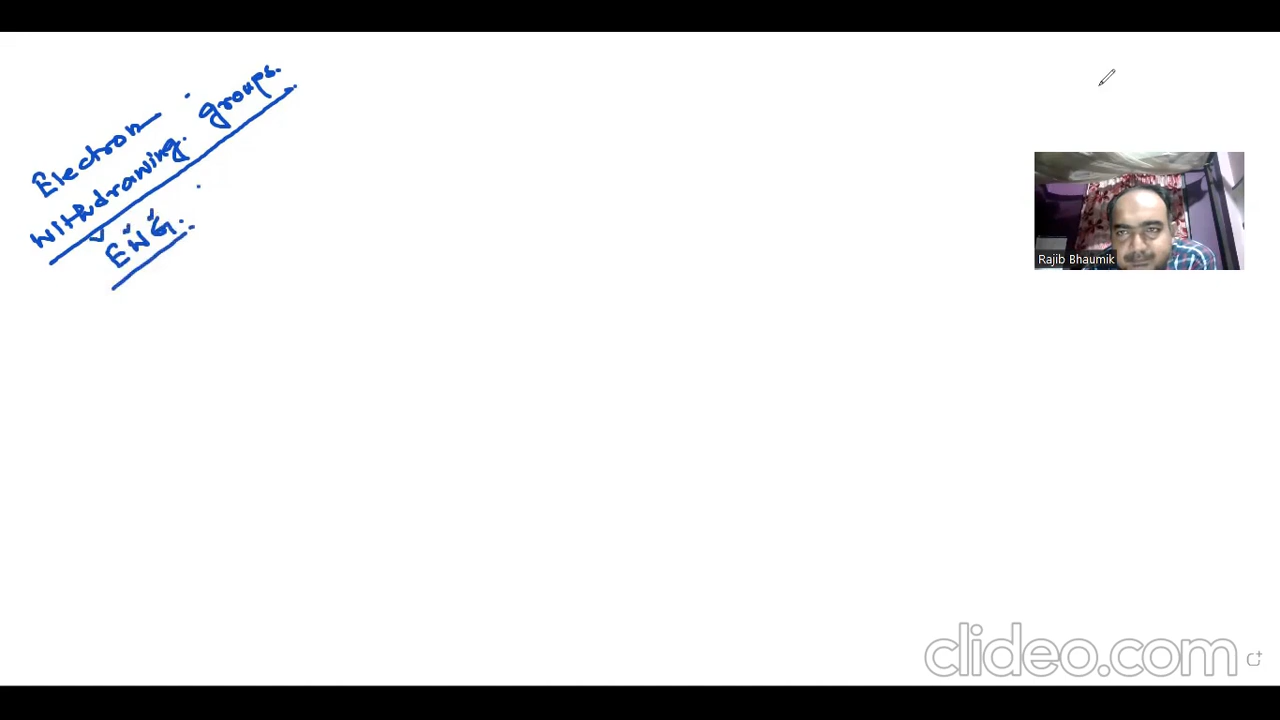 Electron
withdrawing groups.
EWG.
Rajib Bhaumik
clideo.com